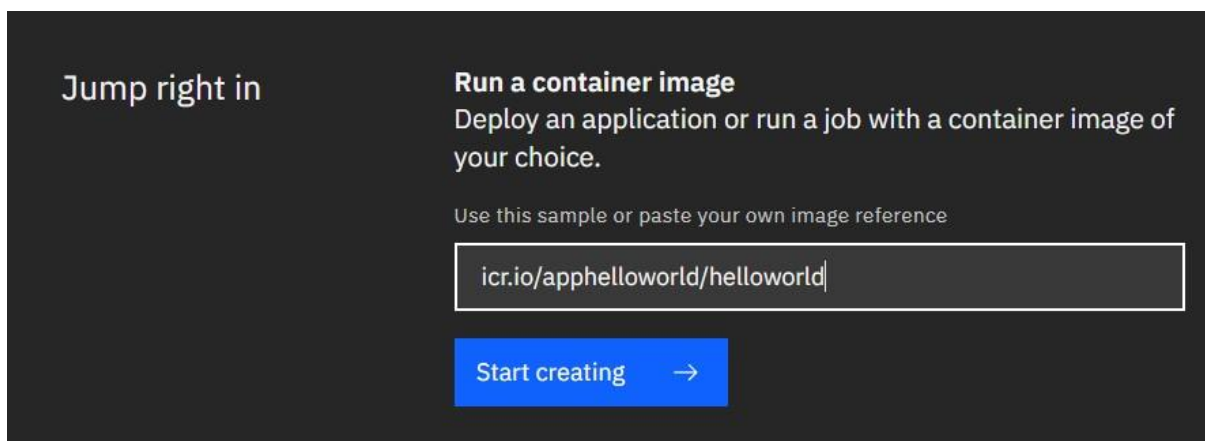 Jump right in
Run a container image
Deploy an application or run a job with a container image of
your choice.
Use this sample or paste your own image reference
icr.io/apphelloworld/helloworld
Start creating →